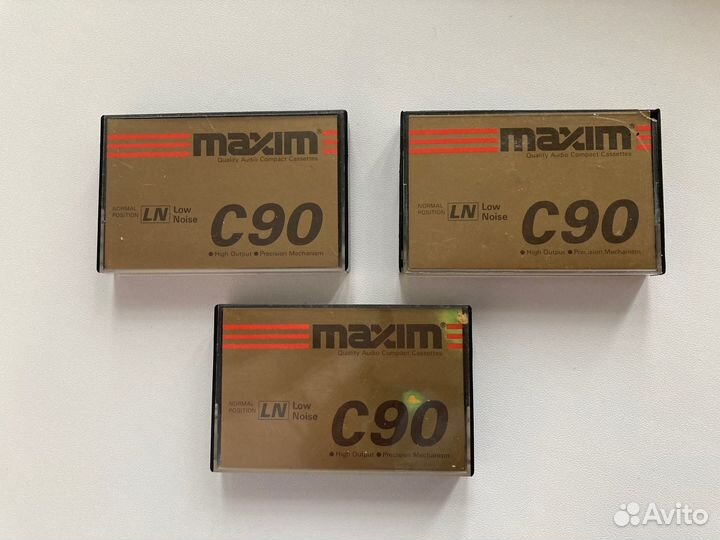 maxim®
Quality Audio Compact Cassettes
NORMAL POSITION LN Low Noise C90
● High Output ● Precision Mechanism
maxim®
Quality Audio Compact Cassettes
NORMAL POSITION LN Low Noise C90
● High Output ● Precision Mechanism
maxim®
Quality Audio Compact Cassettes
NORMAL POSITION LN Low Noise C90
● High Output ● Precision Mechanism
Avito